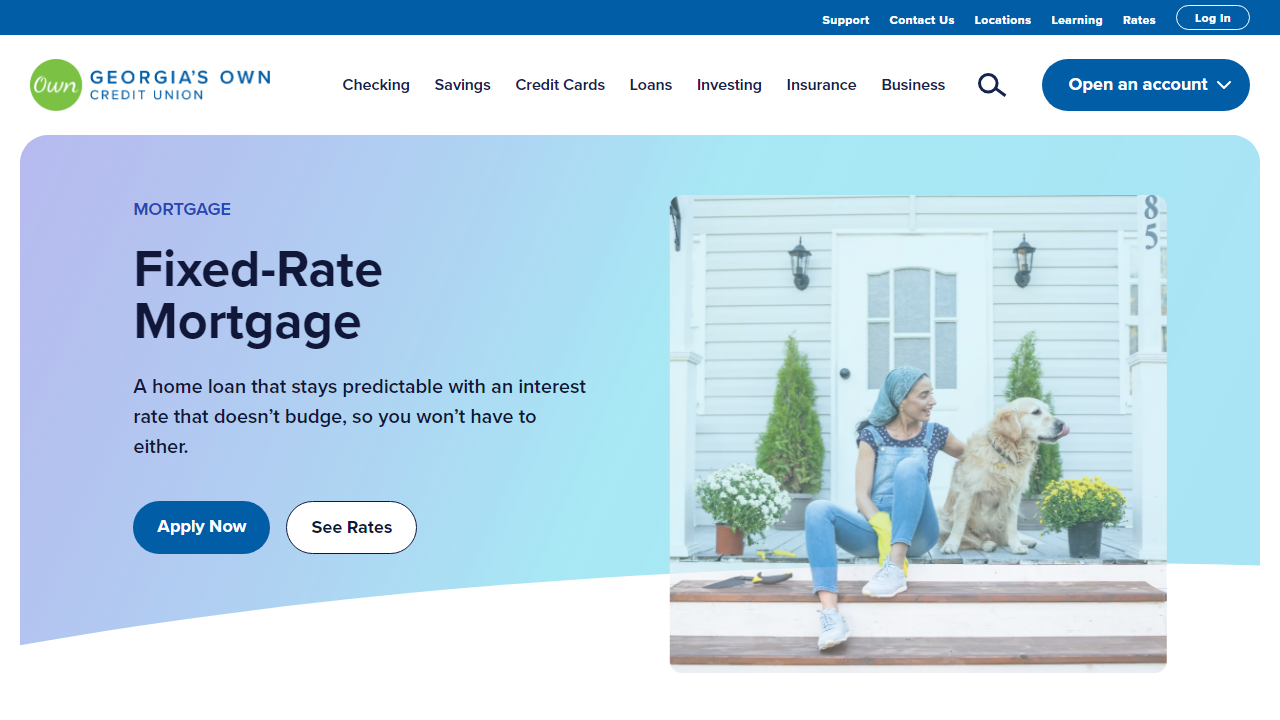 Support Contact Us Locations Learning Rates Log In
Own GEORGIA'S OWN
CREDIT UNION
Checking Savings Credit Cards Loans Investing Insurance Business Open an account
MORTGAGE
Fixed-Rate
Mortgage
A home loan that stays predictable with an interest
rate that doesn’t budge, so you won’t have to
either.
Apply Now See Rates
8
5